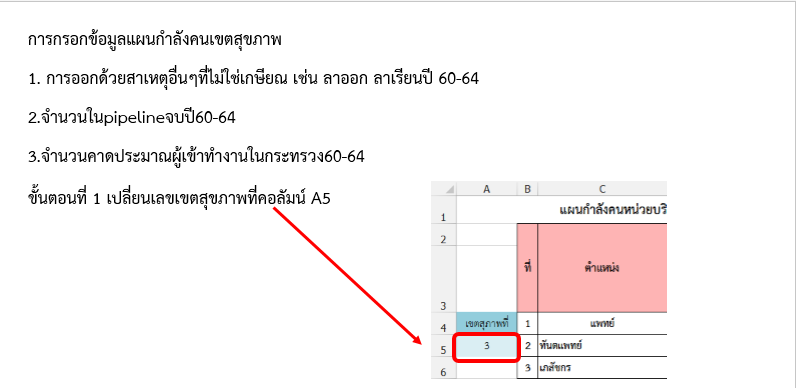 การกรอกข้อมูลแผนกำลังคนเขตสุขภาพ
1. การออกด้วยสาเหตุอื่นๆที่ไม่ใช่เกษียณ เช่น ลาออก ลาเรียนปี 60-64
2.จำนวนในpipelineจบปี60-64
3.จำนวนคาดประมาณผู้เข้าทำงานในกระทรวง60-64
ขั้นตอนที่ 1 เปลี่ยนเลขเขตสุขภาพที่คอลัมน์ A5
A B C
1 แผนกำลังคนหน่วยบริ
2
ที่ ตำแหน่ง
3
4 เขตสุภาพที่ 1 แพทย์
5 3 2 ทันตแพทย์
6 3 เภสัชกร